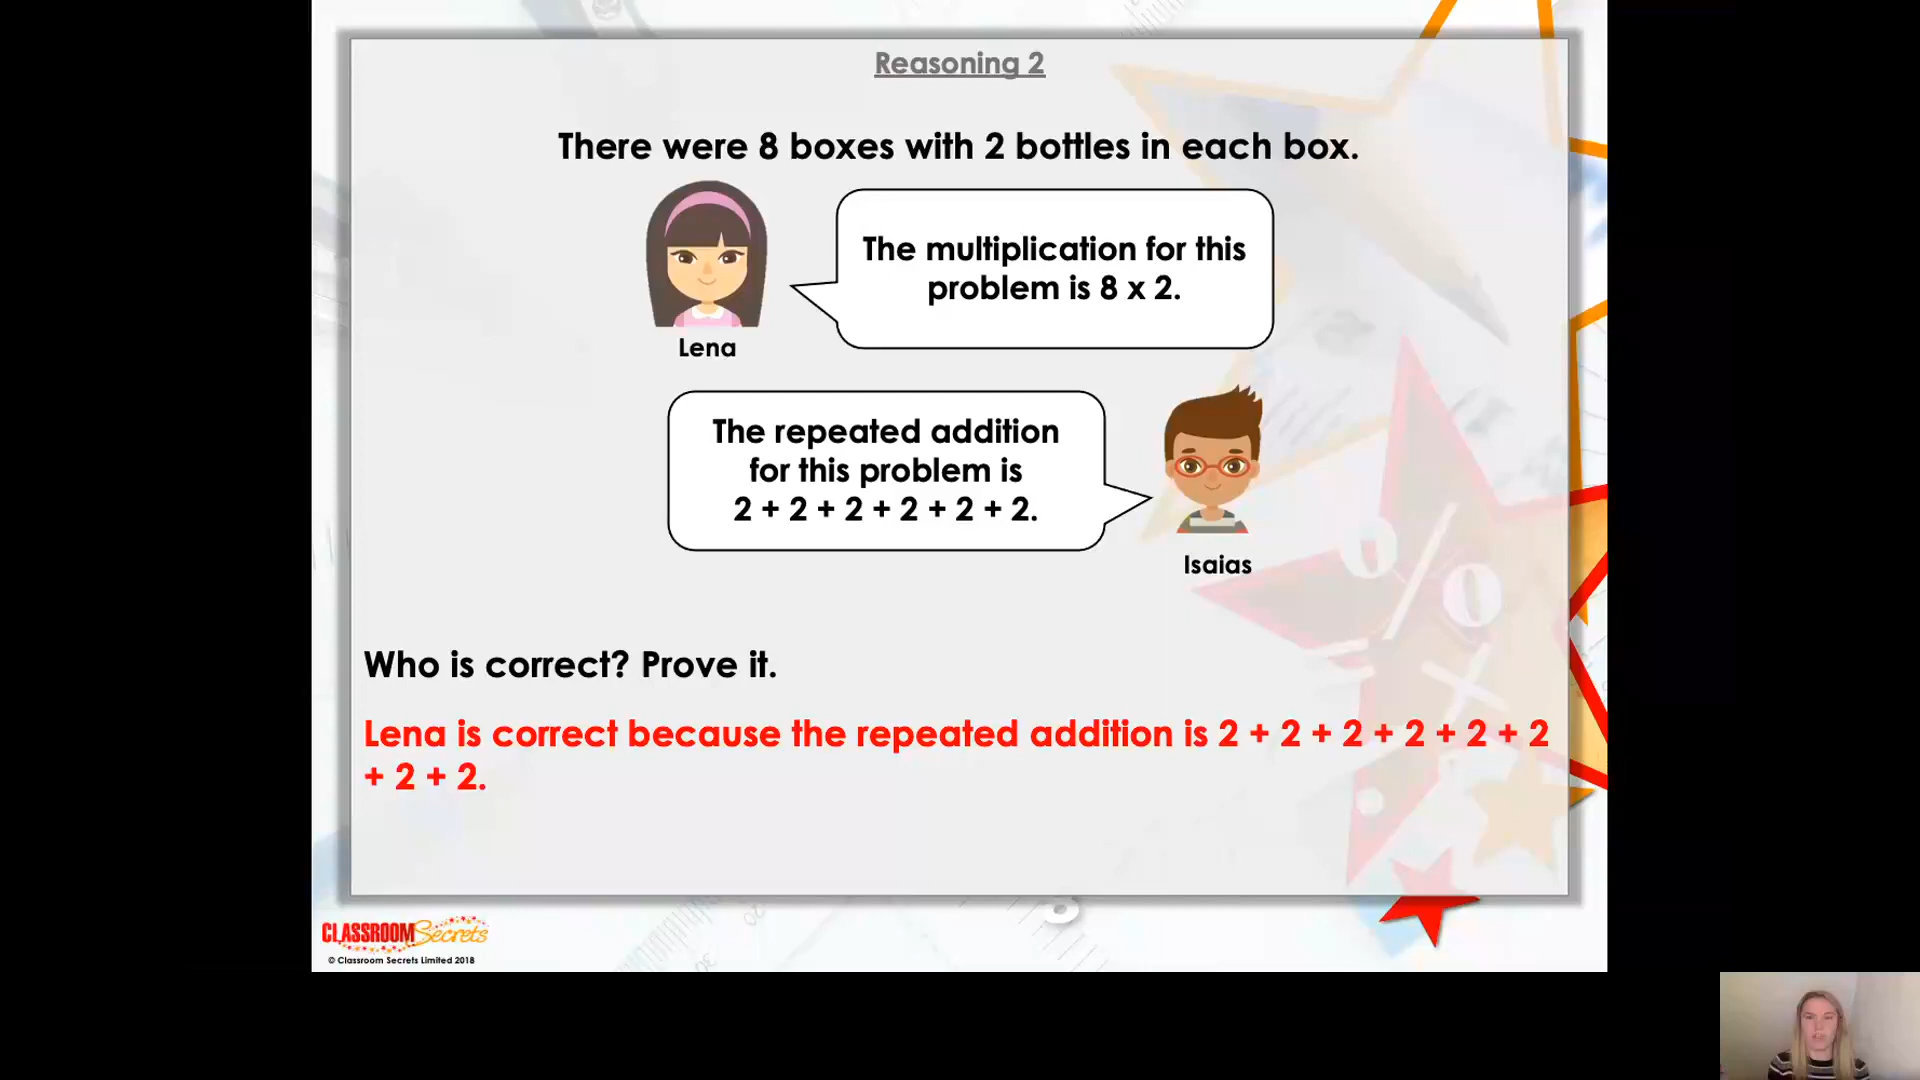 Reasoning 2
There were 8 boxes with 2 bottles in each box.
The multiplication for this
problem is 8 x 2.
Lena
The repeated addition
for this problem is
2 + 2 + 2 + 2 + 2 + 2.
Isaias
Who is correct? Prove it.
Lena is correct because the repeated addition is 2 + 2 + 2 + 2 + 2 + 2
+ 2 + 2.
CLASSROOM Secrets
© Classroom Secrets Limited 2018